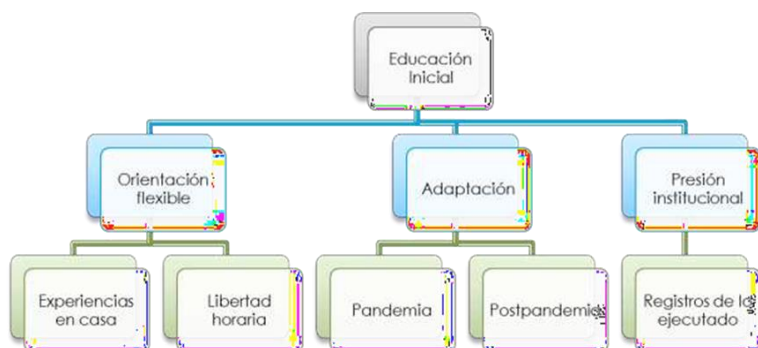 Educación
Inicial
Orientación
flexible
Adaptación
Presión
institucional
Experiencias
en casa
Libertad
horaria
Pandemia
Postpandemia
Registros de lo
ejecutado